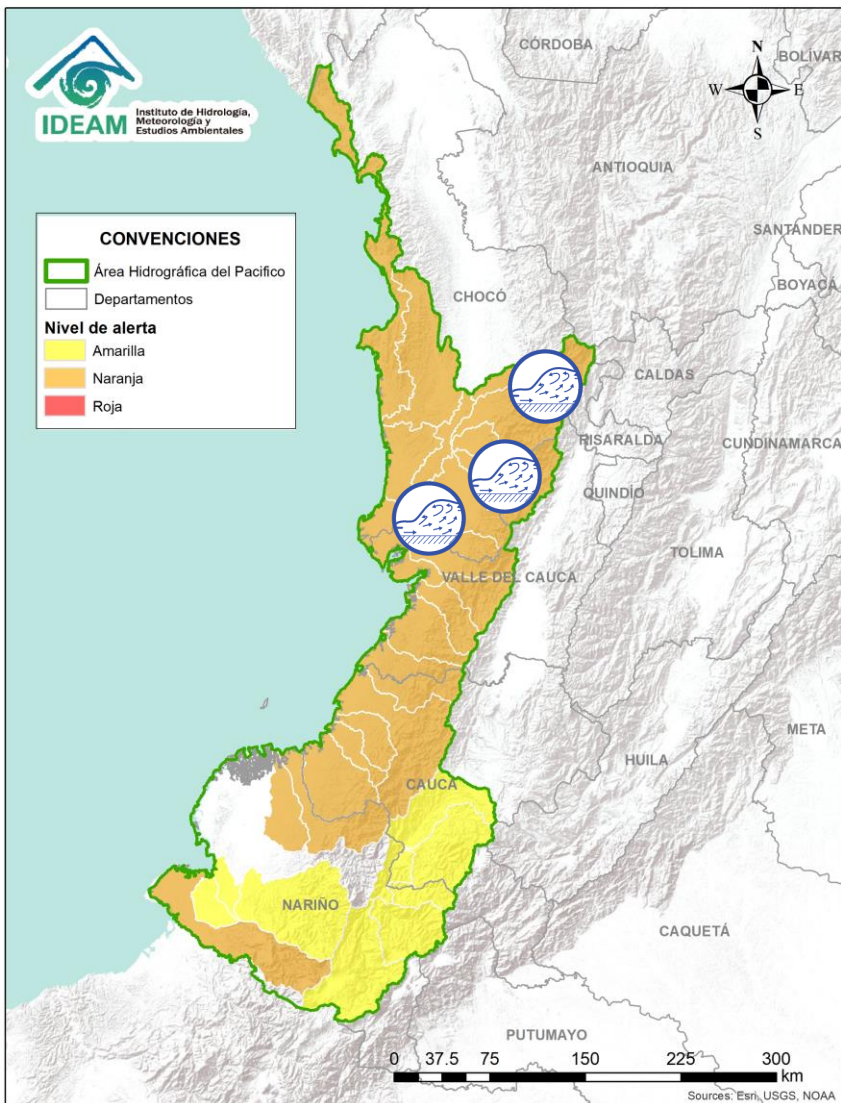 IDEAM
Instituto de Hidrología,
Meteorología y
Estudios Ambientales
N
W
E
S
CÓRDOBA
BOLÍVAR
ANTIOQUIA
SANTANDER
BOYACÁ
CHOCÓ
CALDAS
RISARALDA
CUNDINAMARCA
QUINDÍO
TOLIMA
VALLE DEL CAUCA
META
HUILA
CAUCA
NARIÑO
CAQUETÁ
PUTUMAYO
CONVENCIONES
Área Hidrográfica del Pacifico
Departamentos
Nivel de alerta
Amarilla
Naranja
Roja
0 37.5 75 150 225 300
km
Sources: Esri, USGS, NOAA